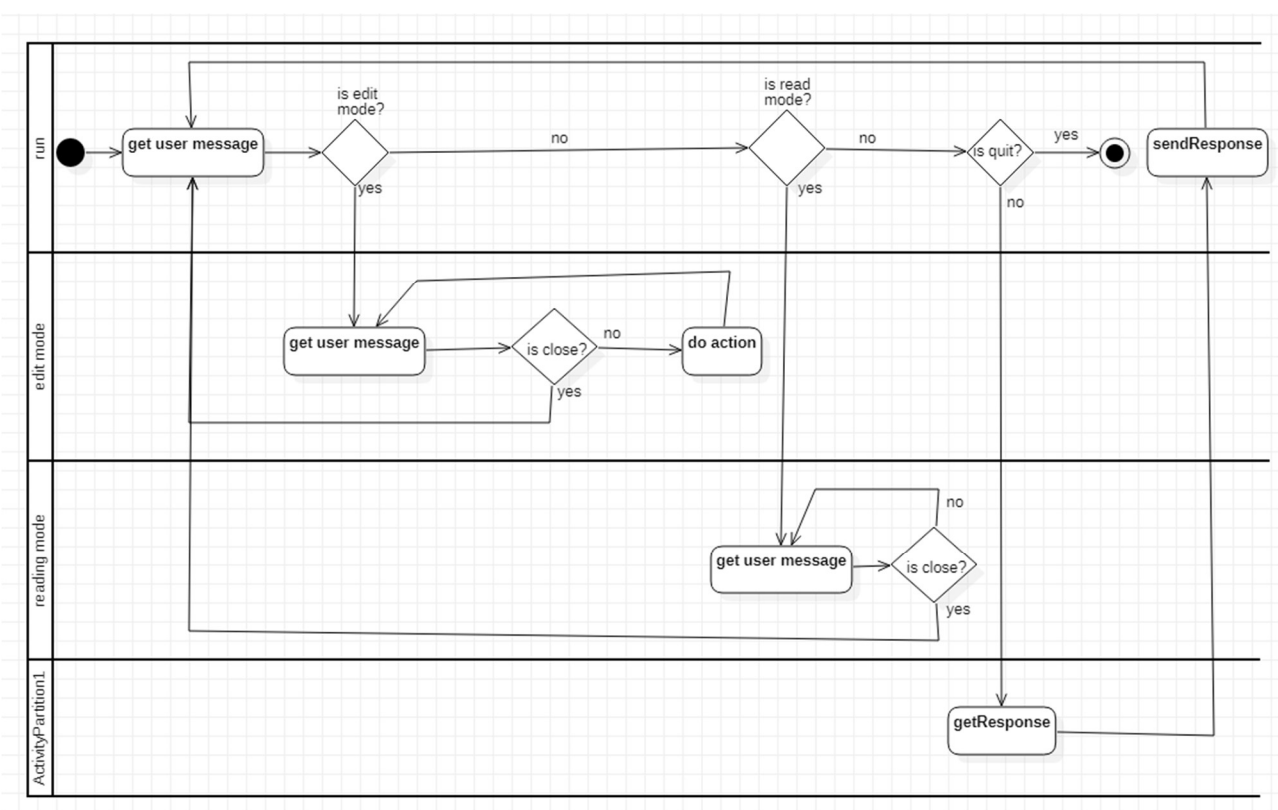 run
is edit
mode?
is read
mode?
get user message
no
no
is quit?
yes
sendResponse
yes
yes
no
edit mode
get user message
is close?
no
do action
yes
reading mode
no
get user message
is close?
yes
ActivityPartition1
getResponse